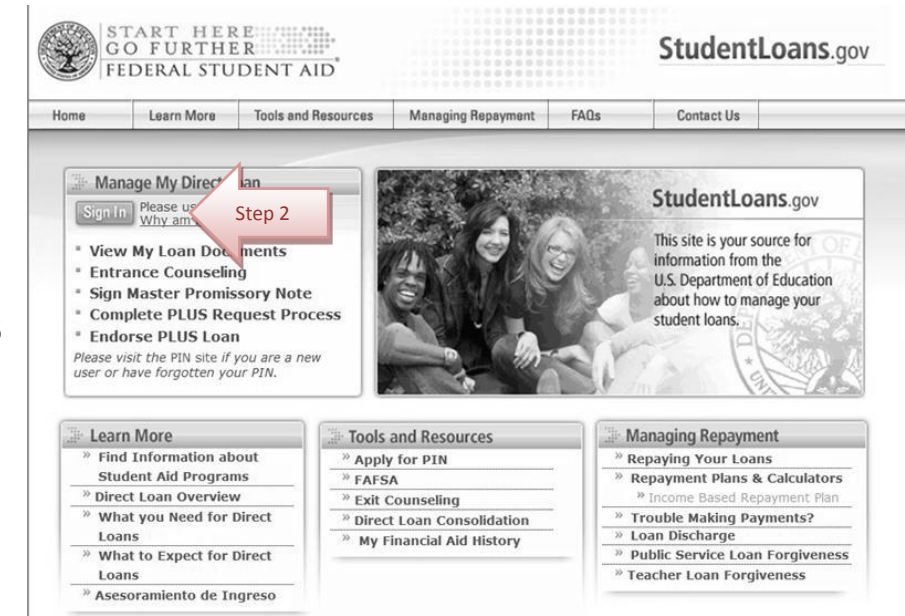 START HERE
GO FURTHER
FEDERAL STUDENT AID
StudentLoans.gov
Home Learn More Tools and Resources Managing Repayment FAQs Contact Us
Manage My Direct
Sign In Please
Why am
Step 2
View My Loan Documents
Entrance Counseling
Sign Master Promissory Note
Complete PLUS Request Process
Endorse PLUS Loan
Please visit the PIN site if you are a new
user or have forgotten your PIN.
StudentLoans.gov
This site is your source for
information from the
U.S. Department of Education
about how to manage your
student loans.
Learn More
Find Information about
Student Aid Programs
Direct Loan Overview
What you Need for Direct
Loans
What to Expect for Direct
Loans
Asesoramiento de Ingreso
Tools and Resources
Apply for PIN
FAFSA
Exit Counseling
Direct Loan Consolidation
My Financial Aid History
Managing Repayment
Repaying Your Loans
Repayment Plans & Calculators
Income Based Repayment Plan
Trouble Making Payments?
Loan Discharge
Public Service Loan Forgiveness
Teacher Loan Forgiveness